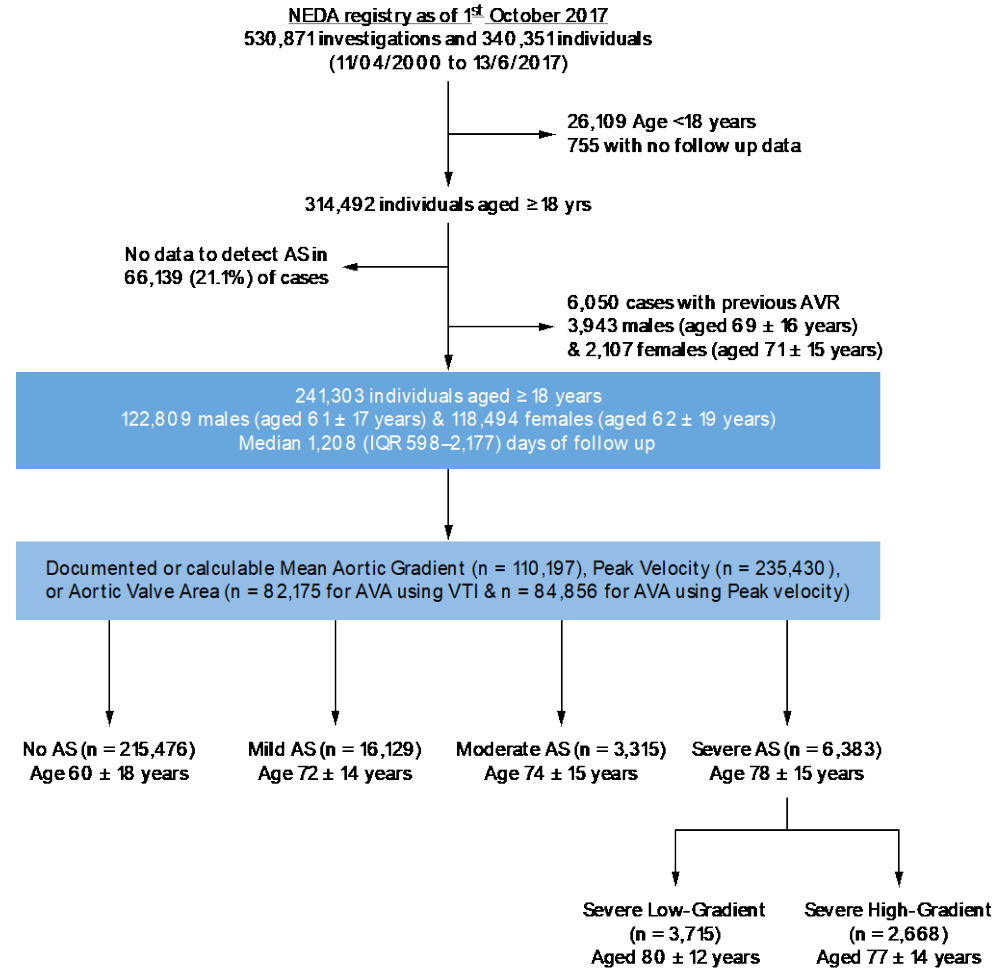 NEDA registry as of 1st October 2017
530,871 investigations and 340,351 individuals
(11/04/2000 to 13/6/2017)
26,109 Age <18 years
755 with no follow up data
314,492 individuals aged ≥ 18 yrs
No data to detect AS in
66,139 (21.1%) of cases
6,050 cases with previous AVR
3,943 males (aged 69 ± 16 years)
& 2,107 females (aged 71 ± 15 years)
241,303 individuals aged ≥ 18 years
122,809 males (aged 61 ± 17 years) & 118,494 females (aged 62 ± 19 years)
Median 1,208 (IQR 598–2,177) days of follow up
Documented or calculable Mean Aortic Gradient (n = 110,197), Peak Velocity (n = 235,430),
or Aortic Valve Area (n = 82,175 for AVA using VTI & n = 84,856 for AVA using Peak velocity)
No AS (n = 215,476)
Age 60 ± 18 years
Mild AS (n = 16,129)
Age 72 ± 14 years
Moderate AS (n = 3,315)
Age 74 ± 15 years
Severe AS (n = 6,383)
Age 78 ± 15 years
Severe Low-Gradient
(n = 3,715)
Aged 80 ± 12 years
Severe High-Gradient
(n = 2,668)
Aged 77 ± 14 years